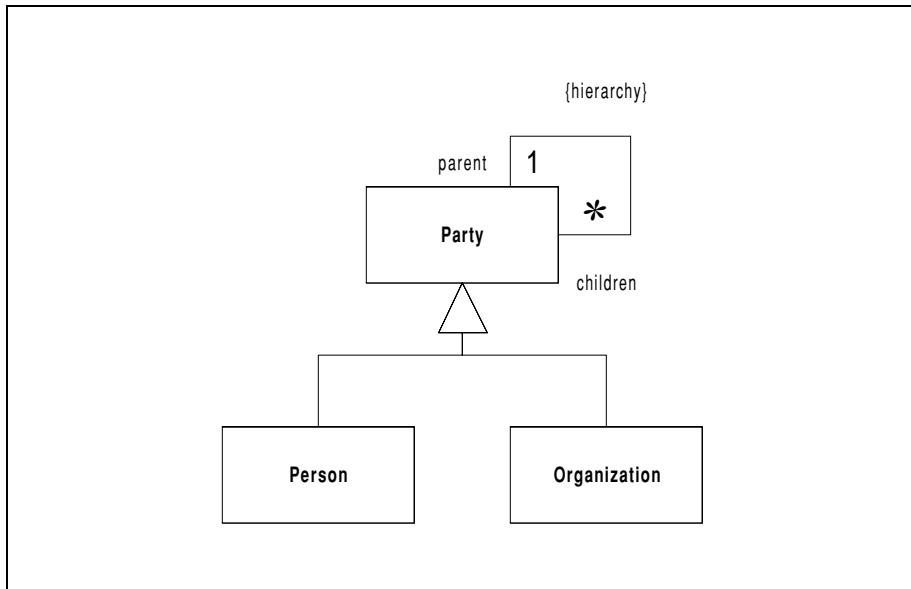 {hierarchy}
parent
1
*
Party
children
Person
Organization